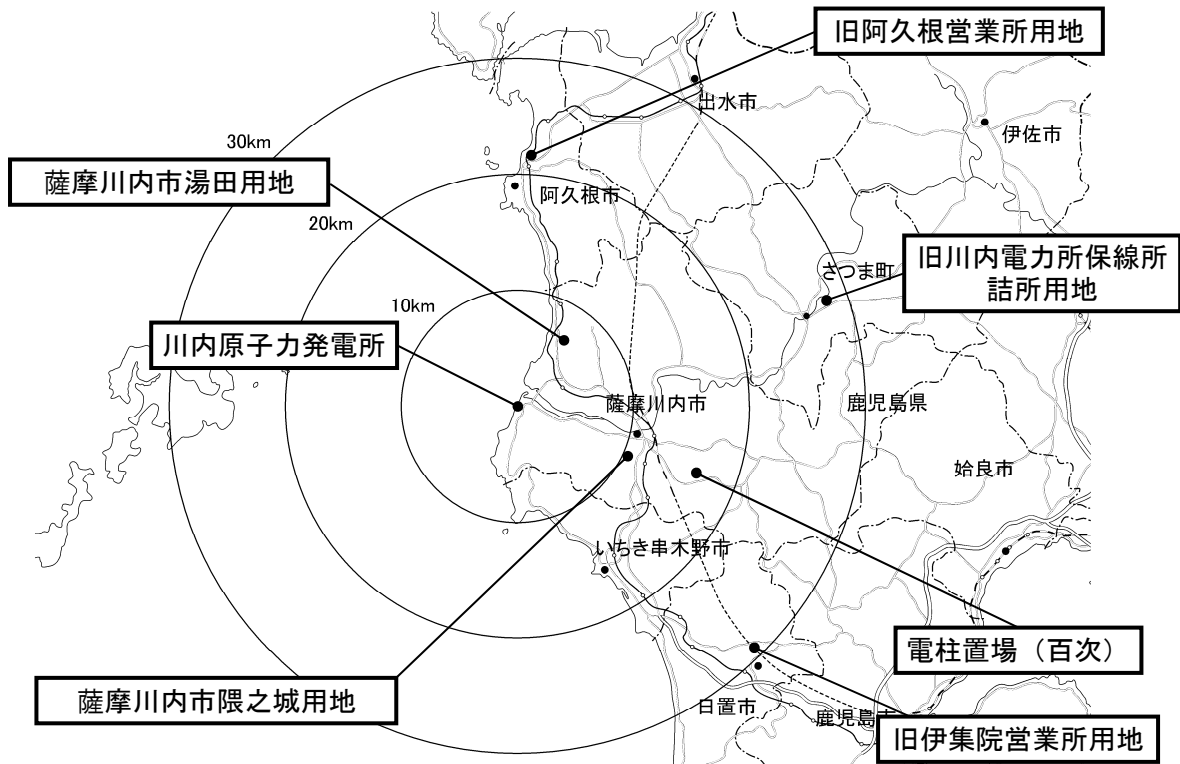 旧阿久根営業所用地
出水市
伊佐市
30km
薩摩川内市湯田用地
阿久根市
20km
旧川内電力所保線所
詰所用地
さつま町
10km
川内原子力発電所
薩摩川内市
鹿児島県
姶良市
いちき串木野市
電柱置場（百次）
薩摩川内市隈之城用地
日置市
鹿児島市
旧伊集院営業所用地